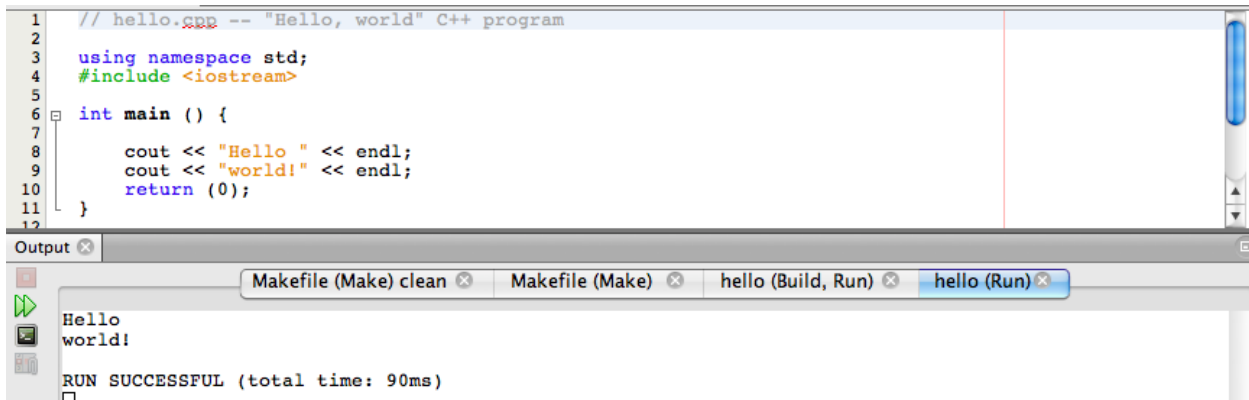 1 // hello.cpp -- "Hello, world" C++ program
2
3 using namespace std;
4 #include <iostream>
5
6 int main () {
7
8 cout << "Hello " << endl;
9 cout << "world!" << endl;
10 return (0);
11 }
12
Output
Makefile (Make) clean Makefile (Make) hello (Build, Run) hello (Run)
Hello
world!
RUN SUCCESSFUL (total time: 90ms)